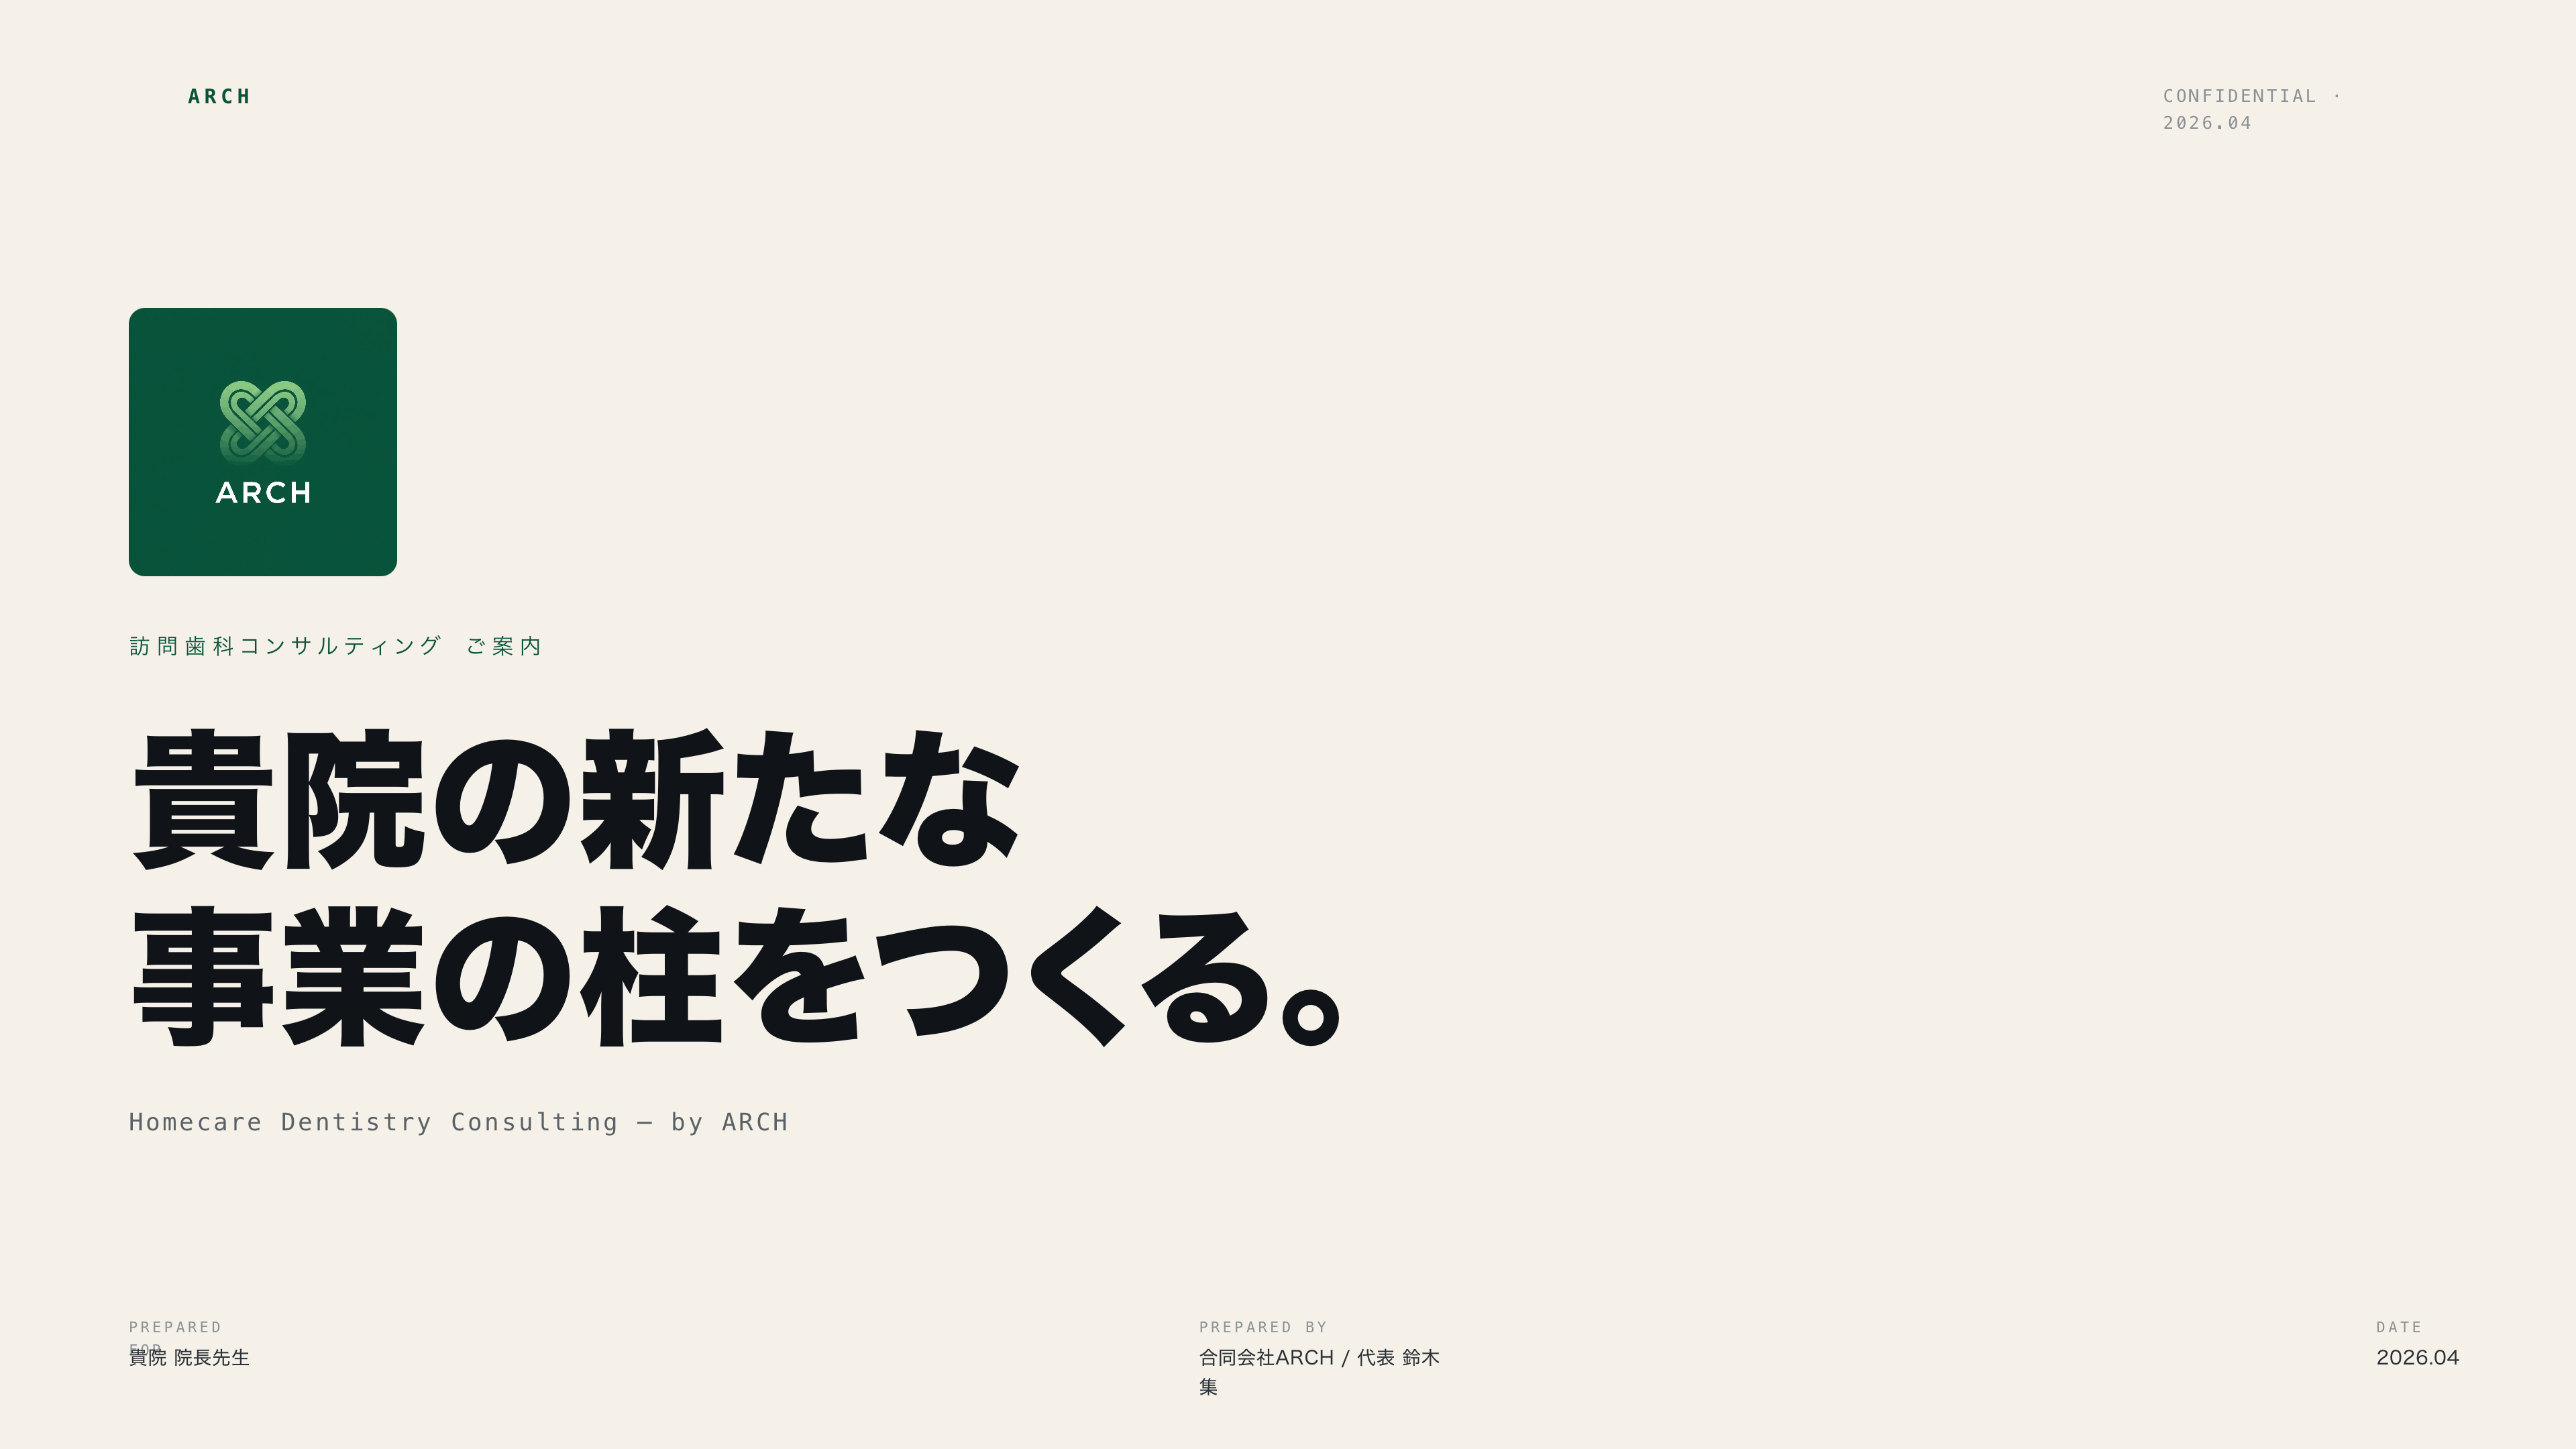 ARCH
CONFIDENTIAL ·
2026.04
ARCH
訪問歯科コンサルティング ご案内
貴院の新たな
事業の柱をつくる。
Homecare Dentistry Consulting — by ARCH
PREPARED
FOR
貴院 院長先生
PREPARED BY
合同会社ARCH / 代表 鈴木
集
DATE
2026.04